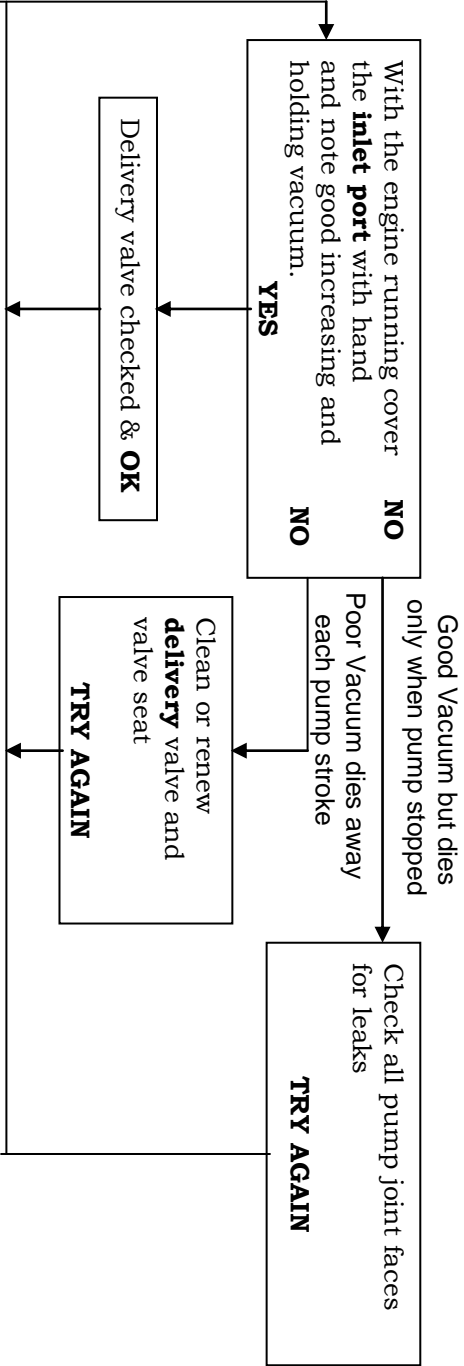 With the engine running cover
the inlet port with hand
and note good increasing and
holding vacuum.
YES
NO
NO
Good Vacuum but dies
only when pump stopped
Poor Vacuum dies away
each pump stroke
Check all pump joint faces
for leaks
TRY AGAIN
Delivery valve checked & OK
Clean or renew
delivery valve and
valve seat
TRY AGAIN